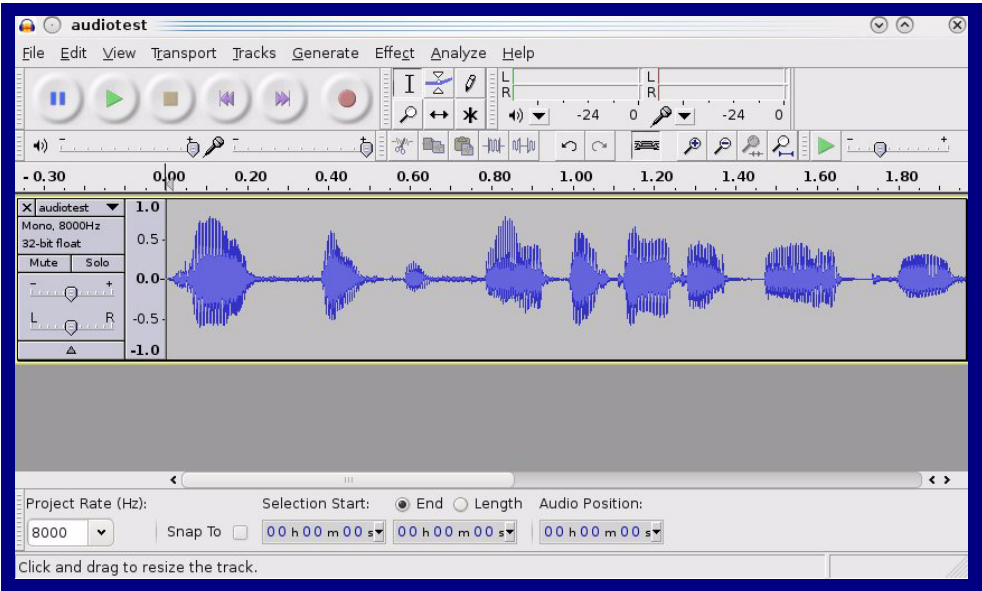 audiotest
File Edit View Transport Tracks Generate Effect Analyze Help
L L
R R
-24 0 -24 0
- + - + - +
- 0.30 0.00 0.20 0.40 0.60 0.80 1.00 1.20 1.40 1.60 1.80
X audiotest 1.0
Mono, 8000Hz
32-bit float 0.5
Mute Solo
- + 0.0
L R -0.5
-1.0
Project Rate (Hz): Selection Start: End Length Audio Position:
8000 Snap To 00 h 00 m 00 s 00 h 00 m 00 s 00 h 00 m 00 s
Click and drag to resize the track.